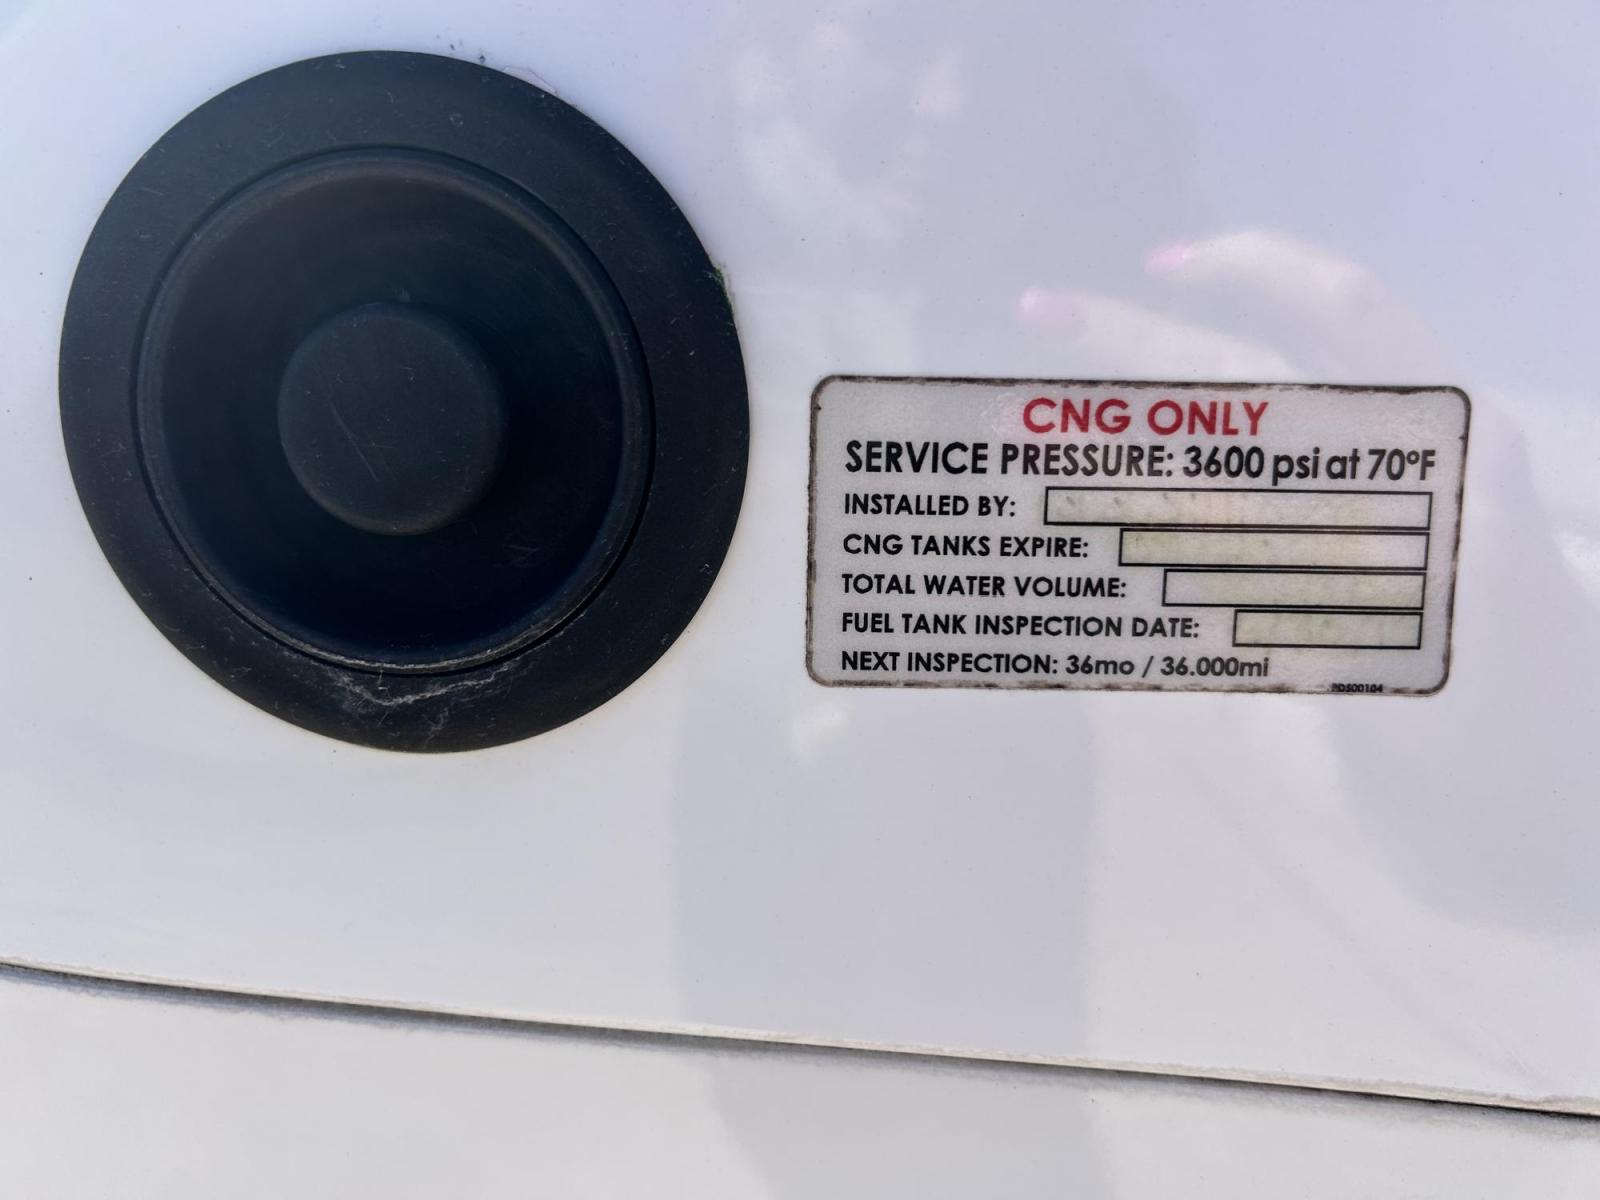 CNG ONLY
SERVICE PRESSURE: 3600 psi at 70°F
INSTALLED BY:
CNG TANKS EXPIRE:
TOTAL WATER VOLUME:
FUEL TANK INSPECTION DATE:
NEXT INSPECTION: 36mo / 36.000mi
PDS00104